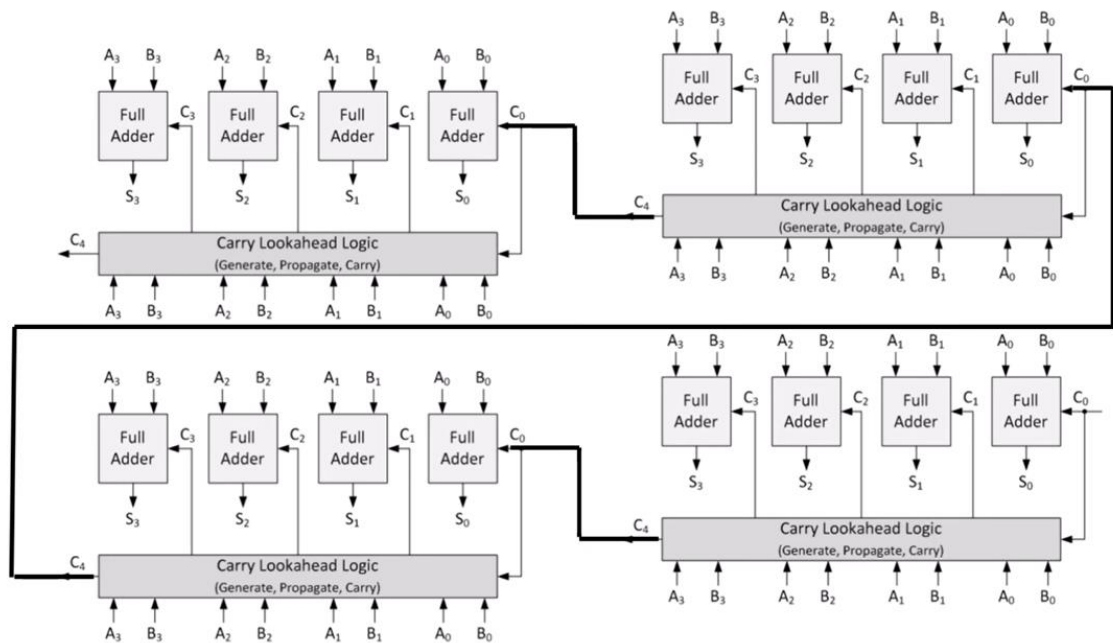 A₃ B₃ A₂ B₂ A₁ B₁ A₀ B₀
Full Adder C₃ Full Adder C₂ Full Adder C₁ Full Adder C₀
S₃ S₂ S₁ S₀
C₄ Carry Lookahead Logic
(Generate, Propagate, Carry)
A₃ B₃ A₂ B₂ A₁ B₁ A₀ B₀
A₃ B₃ A₂ B₂ A₁ B₁ A₀ B₀
Full Adder C₃ Full Adder C₂ Full Adder C₁ Full Adder C₀
S₃ S₂ S₁ S₀
C₄ Carry Lookahead Logic
(Generate, Propagate, Carry)
A₃ B₃ A₂ B₂ A₁ B₁ A₀ B₀
A₃ B₃ A₂ B₂ A₁ B₁ A₀ B₀
Full Adder C₃ Full Adder C₂ Full Adder C₁ Full Adder C₀
S₃ S₂ S₁ S₀
C₄ Carry Lookahead Logic
(Generate, Propagate, Carry)
A₃ B₃ A₂ B₂ A₁ B₁ A₀ B₀
A₃ B₃ A₂ B₂ A₁ B₁ A₀ B₀
Full Adder C₃ Full Adder C₂ Full Adder C₁ Full Adder C₀
S₃ S₂ S₁ S₀
C₄ Carry Lookahead Logic
(Generate, Propagate, Carry)
A₃ B₃ A₂ B₂ A₁ B₁ A₀ B₀